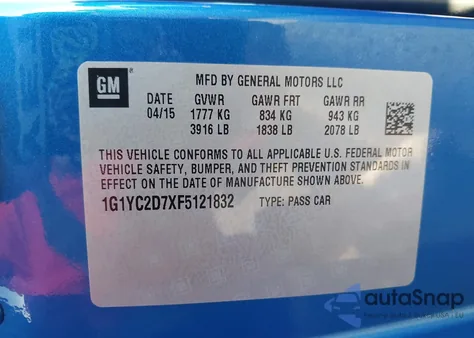 GM
MFD BY GENERAL MOTORS LLC
DATE GVWR GAWR FRT GAWR RR
04/15 1777 KG 834 KG 943 KG
3916 LB 1838 LB 2078 LB
THIS VEHICLE CONFORMS TO ALL APPLICABLE U.S. FEDERAL MOTOR
VEHICLE SAFETY, BUMPER, AND THEFT PREVENTION STANDARDS IN
EFFECT ON THE DATE OF MANUFACTURE SHOWN ABOVE.
1G1YC2D7XF5121832 TYPE: PASS CAR
autoSnap